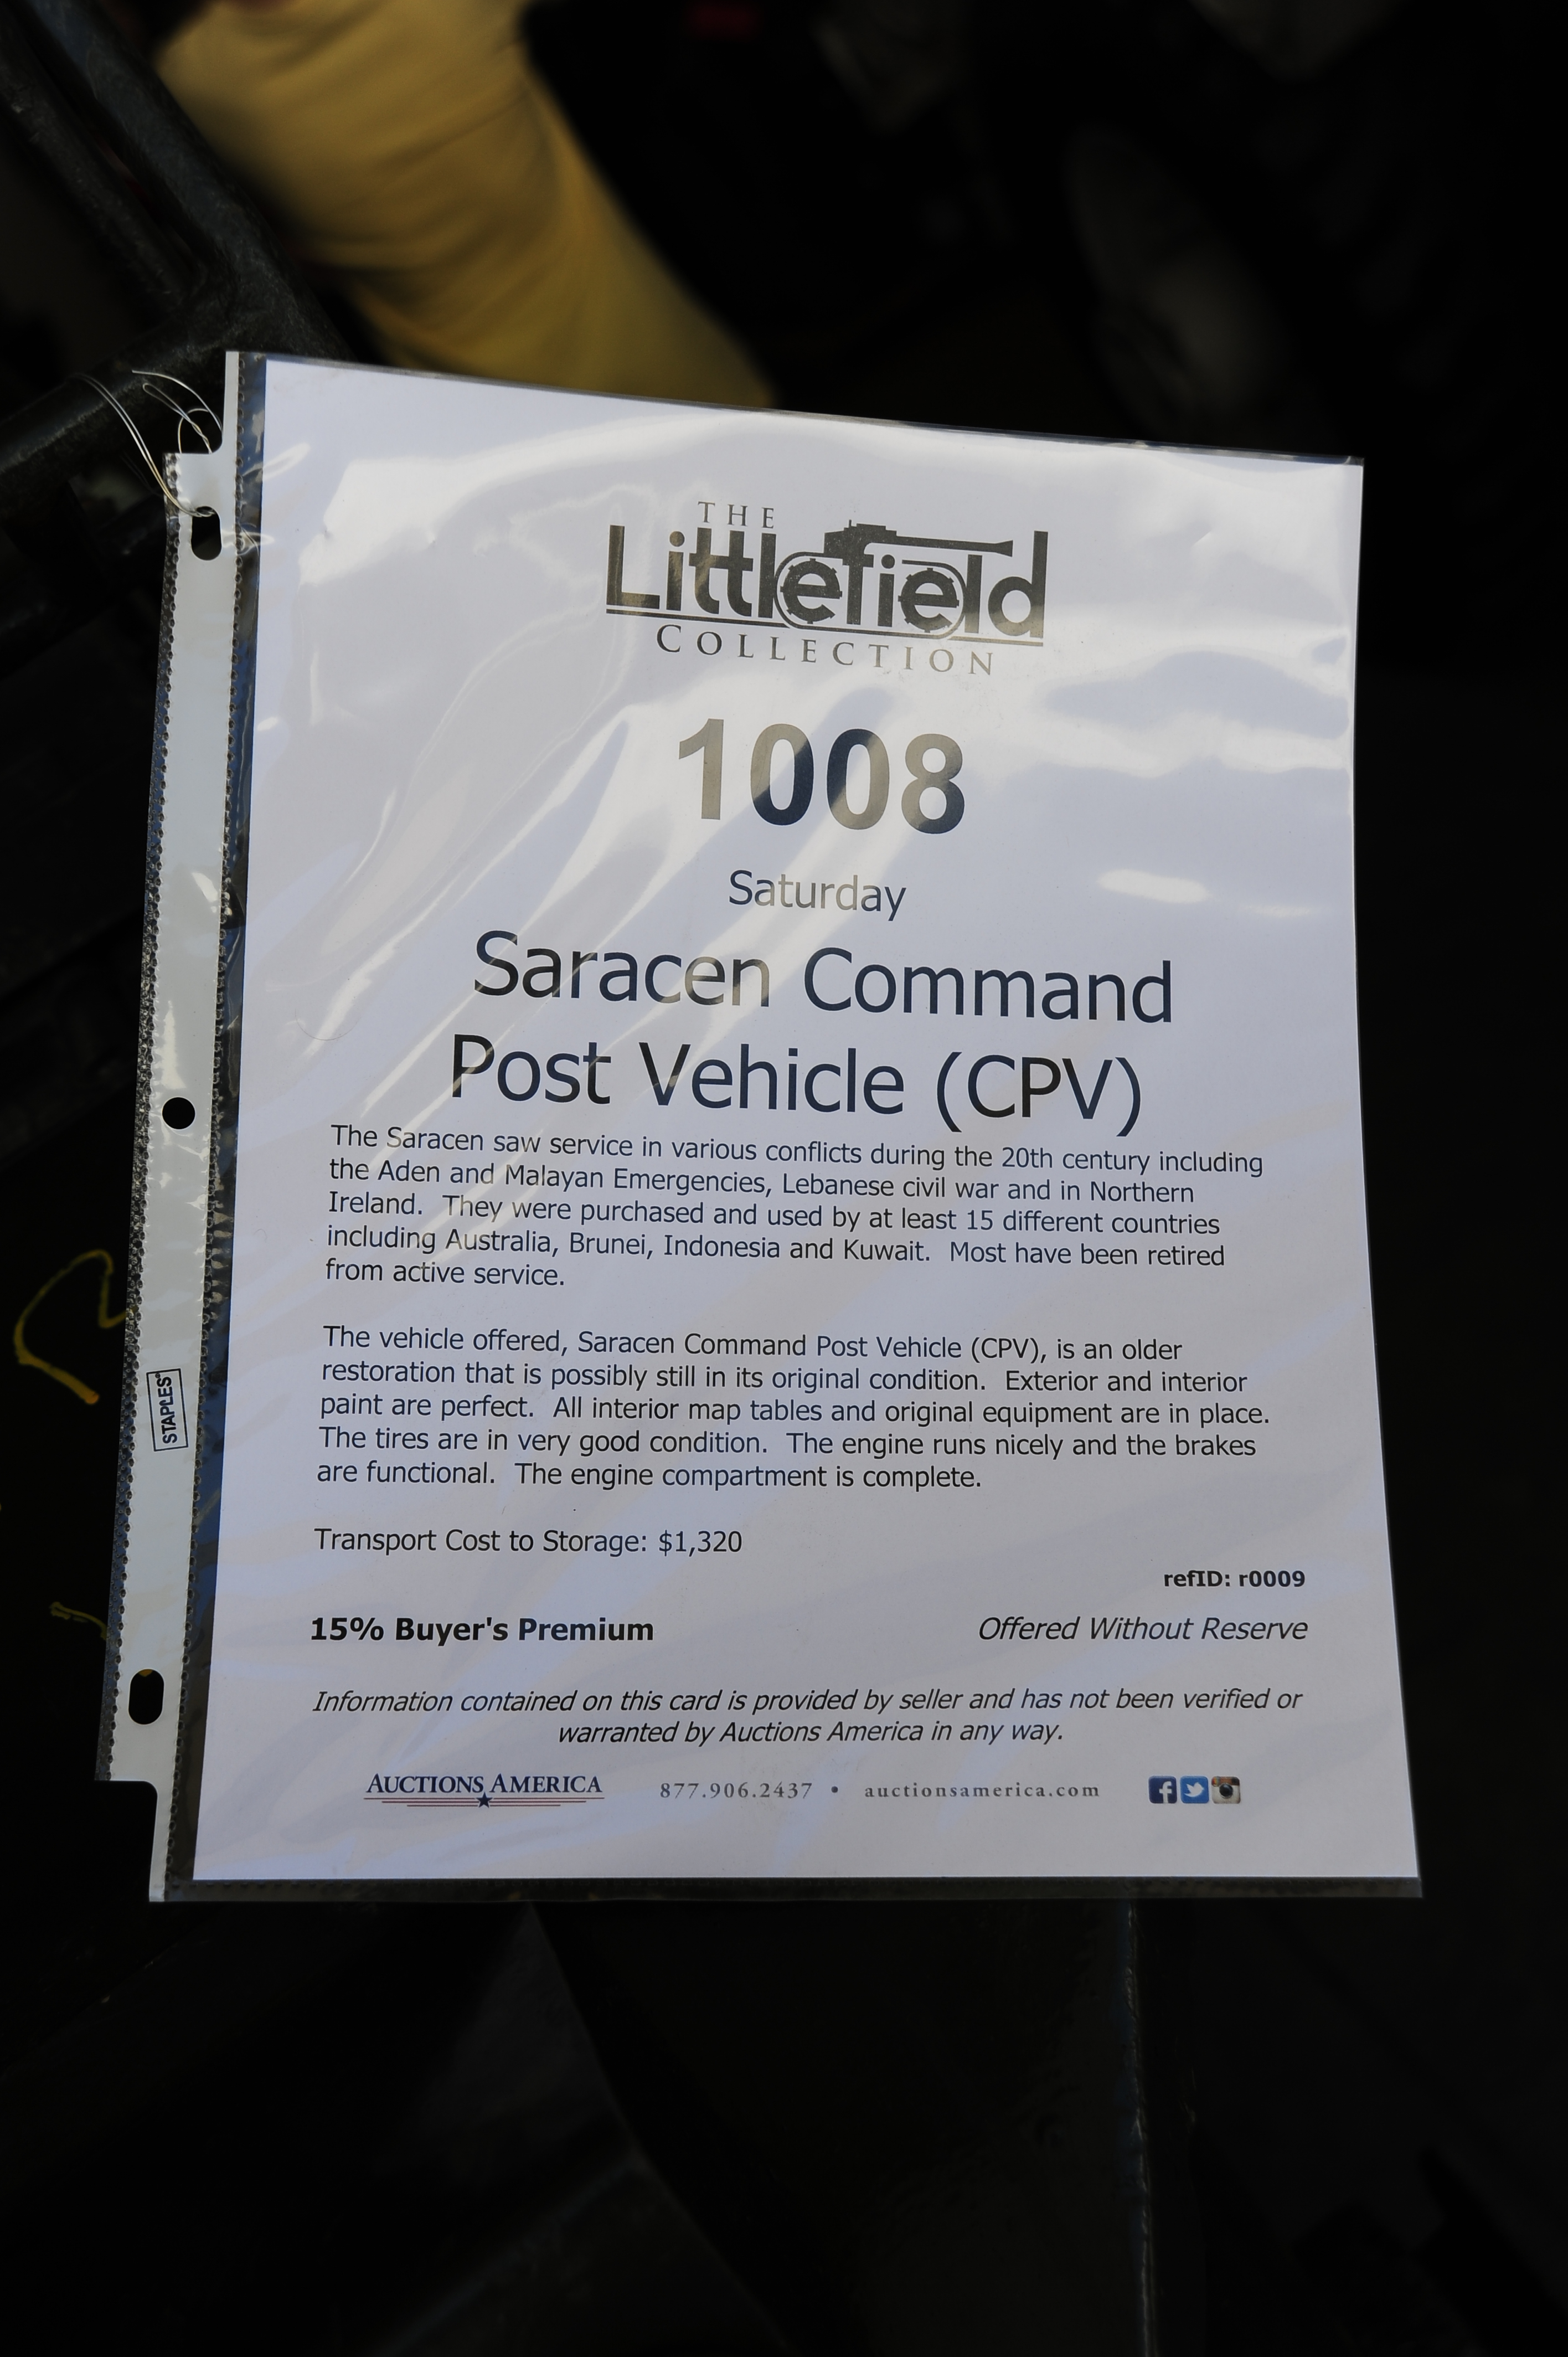 THE
Littlefield
COLLECTION
1008
Saturday
Saracen Command
Post Vehicle (CPV)
The Saracen saw service in various conflicts during the 20th century including
the Aden and Malayan Emergencies, Lebanese civil war and in Northern
Ireland.  They were purchased and used by at least 15 different countries
including Australia, Brunei, Indonesia and Kuwait.  Most have been retired
from active service.
The vehicle offered, Saracen Command Post Vehicle (CPV), is an older
restoration that is possibly still in its original condition.  Exterior and interior
paint are perfect.  All interior map tables and original equipment are in place.
The tires are in very good condition.  The engine runs nicely and the brakes
are functional.  The engine compartment is complete.
Transport Cost to Storage: $1,320
refID: r0009
15% Buyer's Premium Offered Without Reserve
Information contained on this card is provided by seller and has not been verified or
warranted by Auctions America in any way.
AUCTIONS AMERICA 877.906.2437 • auctionsamerica.com
STAPLES